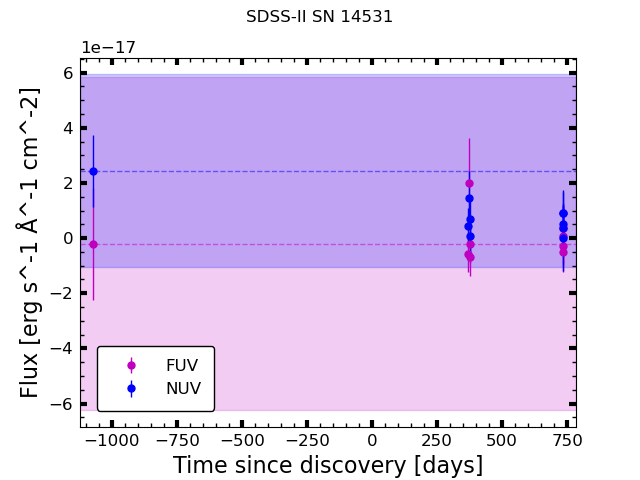 SDSS-II SN 14531
1e−17
6
4
2
0
−2
−4
−6
Flux [erg s^-1 Å^-1 cm^-2]
FUV
NUV
−1000 −750 −500 −250 0 250 500 750
Time since discovery [days]